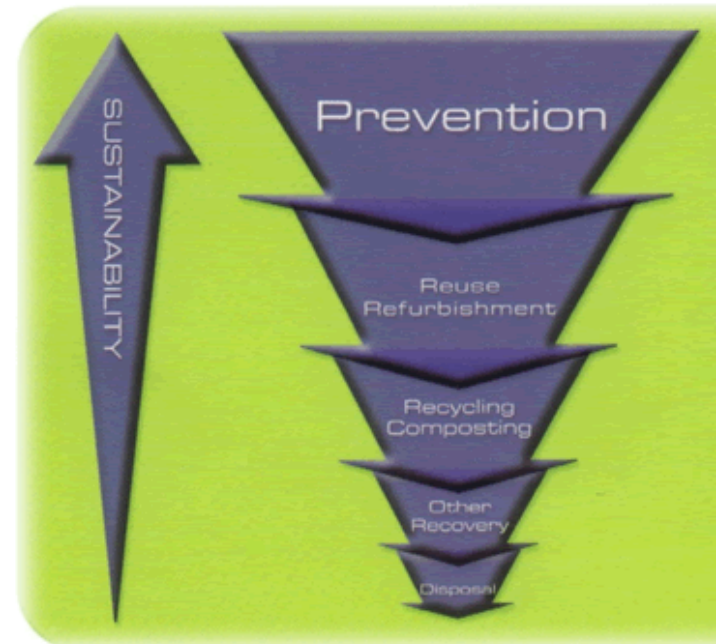 SUSTAINABILITY
Prevention
Reuse
Refurbishment
Recycling
Composting
Other
Recovery
Disposal